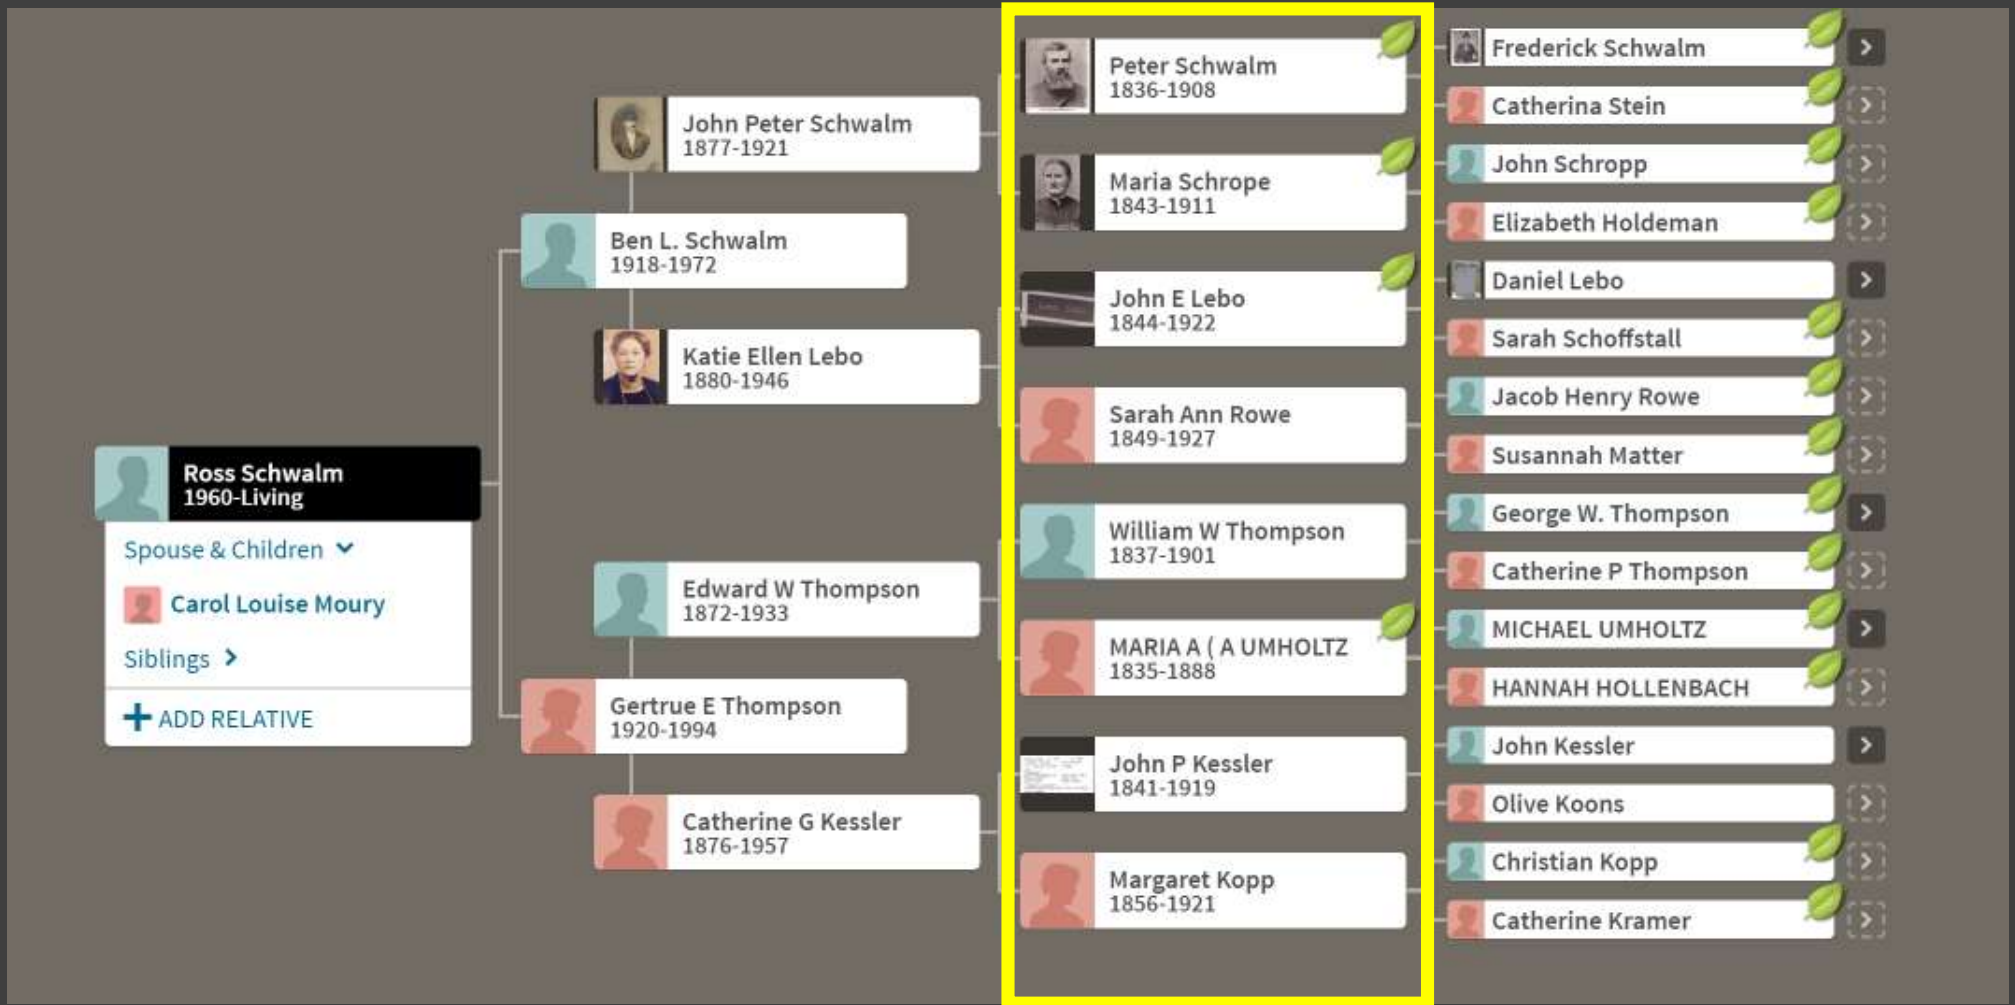 Ross Schwalm
1960-Living
Spouse & Children
Carol Louise Moury
Siblings
ADD RELATIVE
Ben L. Schwalm
1918-1972
Gertrue E Thompson
1920-1994
John Peter Schwalm
1877-1921
Katie Ellen Lebo
1880-1946
Edward W Thompson
1872-1933
Catherine G Kessler
1876-1957
Peter Schwalm
1836-1908
Maria Schrope
1843-1911
John E Lebo
1844-1922
Sarah Ann Rowe
1849-1927
William W Thompson
1837-1901
MARIA A ( A UMHOLTZ
1835-1888
John P Kessler
1841-1919
Margaret Kopp
1856-1921
Frederick Schwalm
Catherina Stein
John Schropp
Elizabeth Holdeman
Daniel Lebo
Sarah Schoffstall
Jacob Henry Rowe
Susannah Matter
George W. Thompson
Catherine P Thompson
MICHAEL UMHOLTZ
HANNAH HOLLENBACH
John Kessler
Olive Koons
Christian Kopp
Catherine Kramer